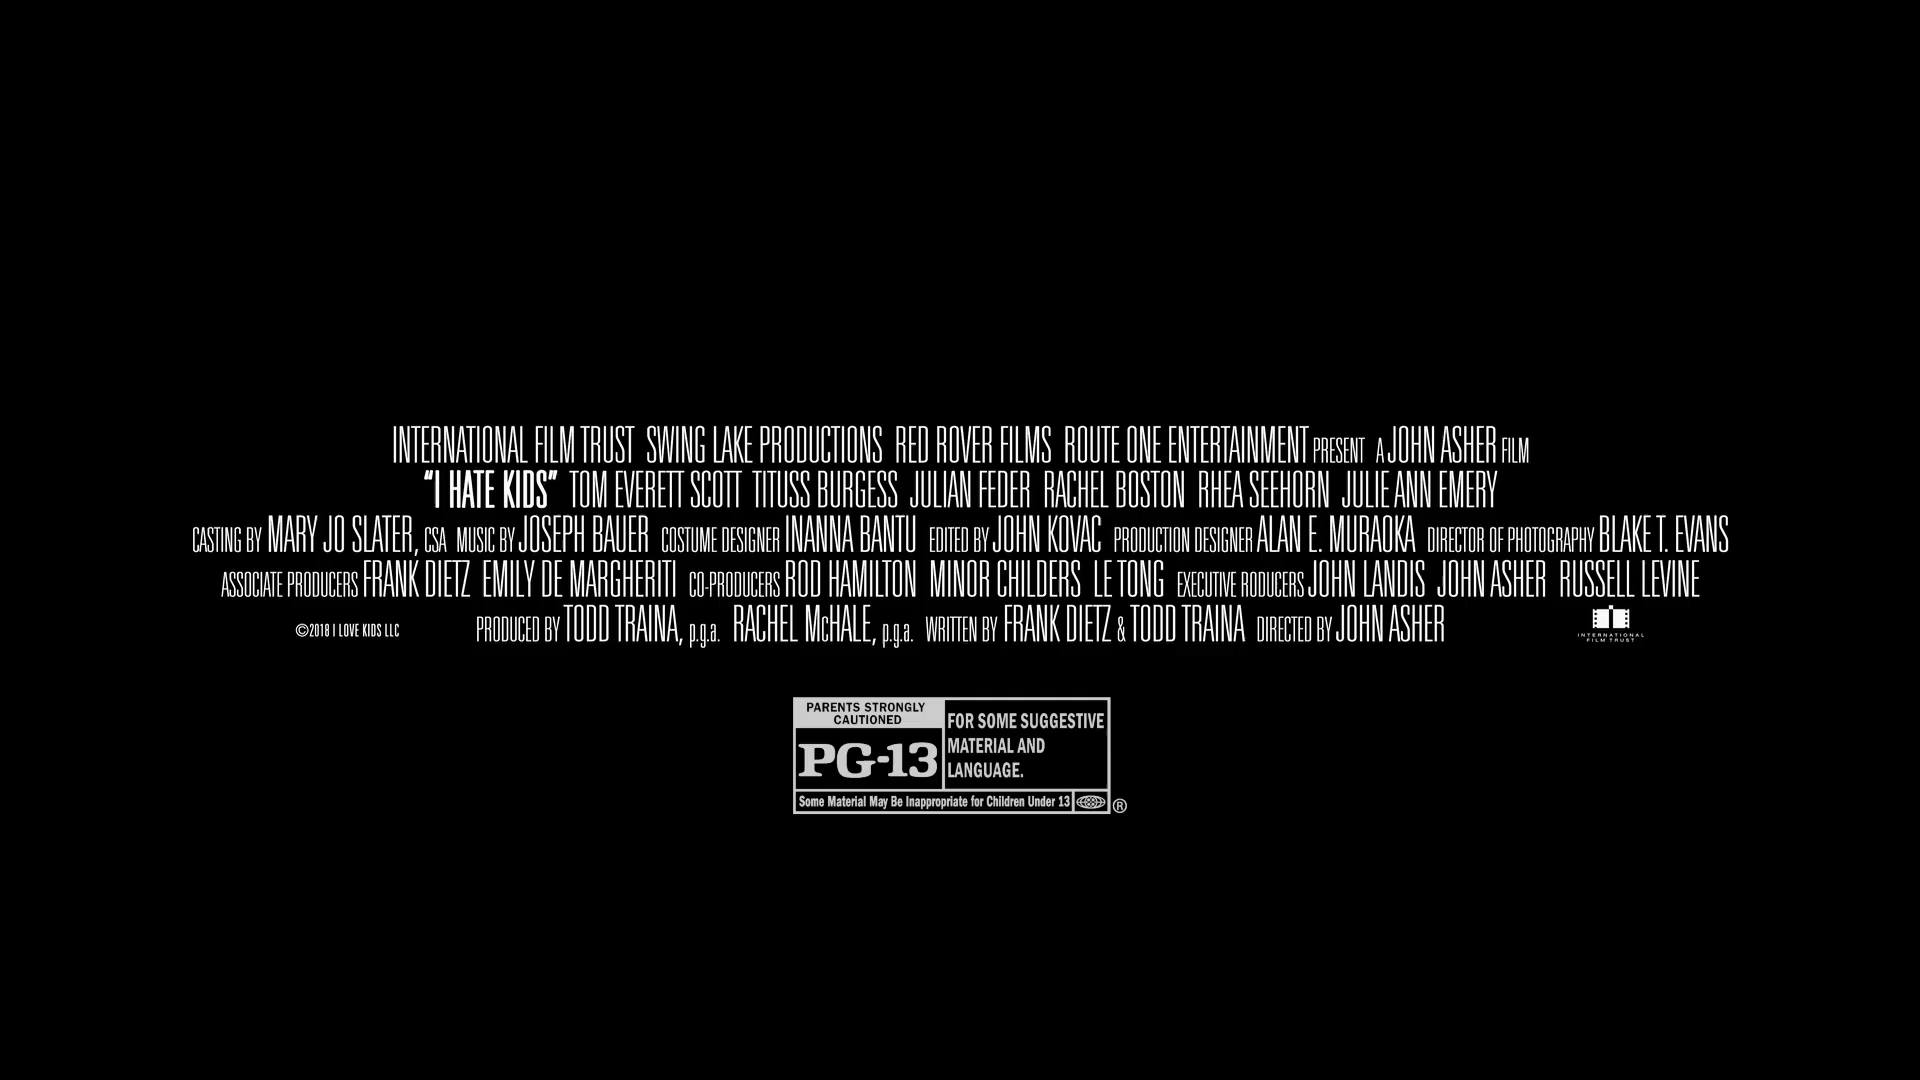 INTERNATIONAL FILM TRUST SWING LAKE PRODUCTIONS RED ROVER FILMS ROUTE ONE ENTERTAINMENT PRESENT A JOHN ASHER FILM
“I HATE KIDS” TOM EVERETT SCOTT TITUSS BURGESS JULIAN FEDER RACHEL BOSTON RHEA SEEHORN JULIE ANN EMERY
CASTING BY MARY JO SLATER, CSA MUSIC BY JOSEPH BAUER COSTUME DESIGNER INANNA BANTU EDITED BY JOHN KOVAC PRODUCTION DESIGNER ALAN E. MURAOKA DIRECTOR OF PHOTOGRAPHY BLAKE T. EVANS
ASSOCIATE PRODUCERS FRANK DIETZ EMILY DE MARGHERITI CO-PRODUCERS ROD HAMILTON MINOR CHILDERS LE TONG EXECUTIVE RODUCERS JOHN LANDIS JOHN ASHER RUSSELL LEVINE
©2018 I LOVE KIDS LLC PRODUCED BY TODD TRAINA, p.g.a. RACHEL McHALE, p.g.a. WRITTEN BY FRANK DIETZ & TODD TRAINA DIRECTED BY JOHN ASHER
INTERNATIONAL
FILM TRUST
PARENTS STRONGLY
CAUTIONED
PG-13
FOR SOME SUGGESTIVE
MATERIAL AND
LANGUAGE.
Some Material May Be Inappropriate for Children Under 13 ®